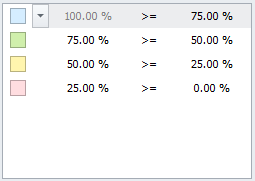 100.00 % >= 75.00 %
75.00 % >= 50.00 %
50.00 % >= 25.00 %
25.00 % >= 0.00 %